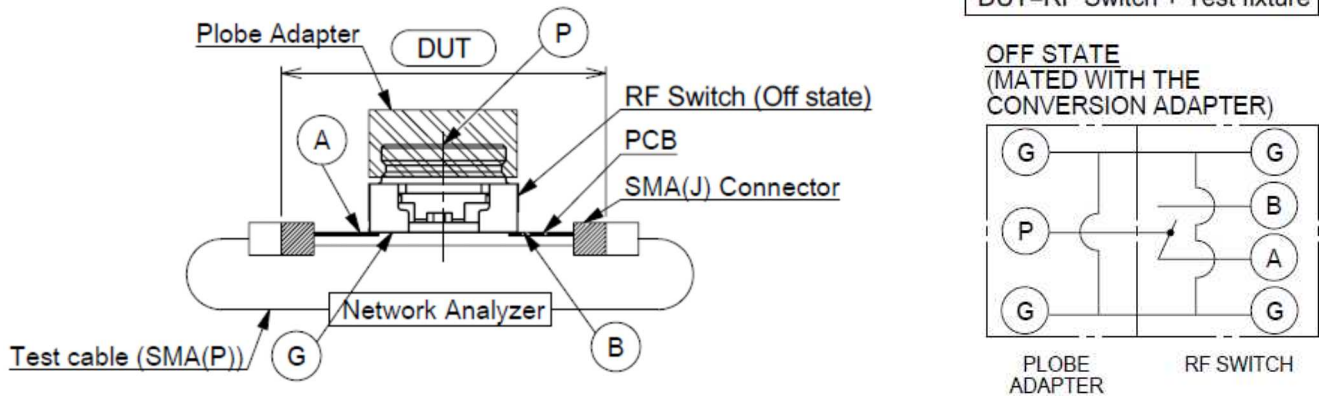 DUT=RF Switch + Test fixture
Plobe Adapter
DUT
P
RF Switch (Off state)
A
PCB
SMA(J) Connector
Network Analyzer
Test cable (SMA(P))
G
B
OFF STATE
(MATED WITH THE
CONVERSION ADAPTER)
G
G
B
P
A
G
G
PLOBE
ADAPTER
RF SWITCH